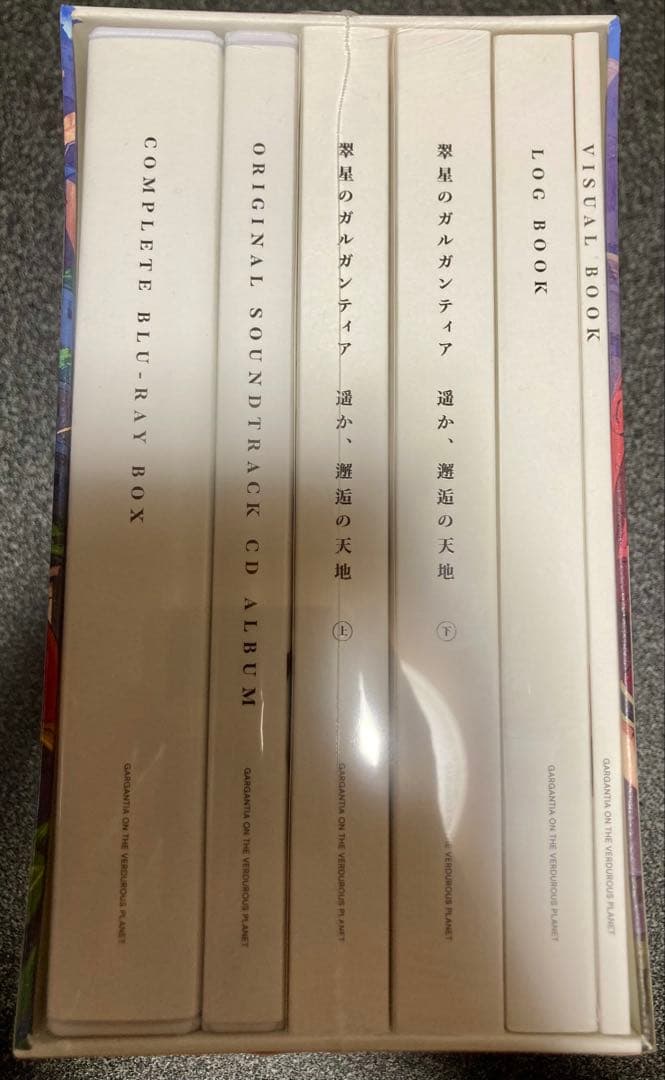 COMPLETE BLU-RAY BOX
GARGANTIA ON THE VERDUROUS PLANET
ORIGINAL SOUNDTRACK CD ALBUM
GARGANTIA ON THE VERDUROUS PLANET
翠星のガルガンティア 遥か、邂逅の天地 上
GARGANTIA ON THE VERDUROUS PLANET
翠星のガルガンティア 遥か、邂逅の天地 下
VERDUROUS PLANET
LOG BOOK
GARGANTIA ON THE VERDUROUS PLANET
VISUAL BOOK
GARGANTIA ON THE VERDUROUS PLANET